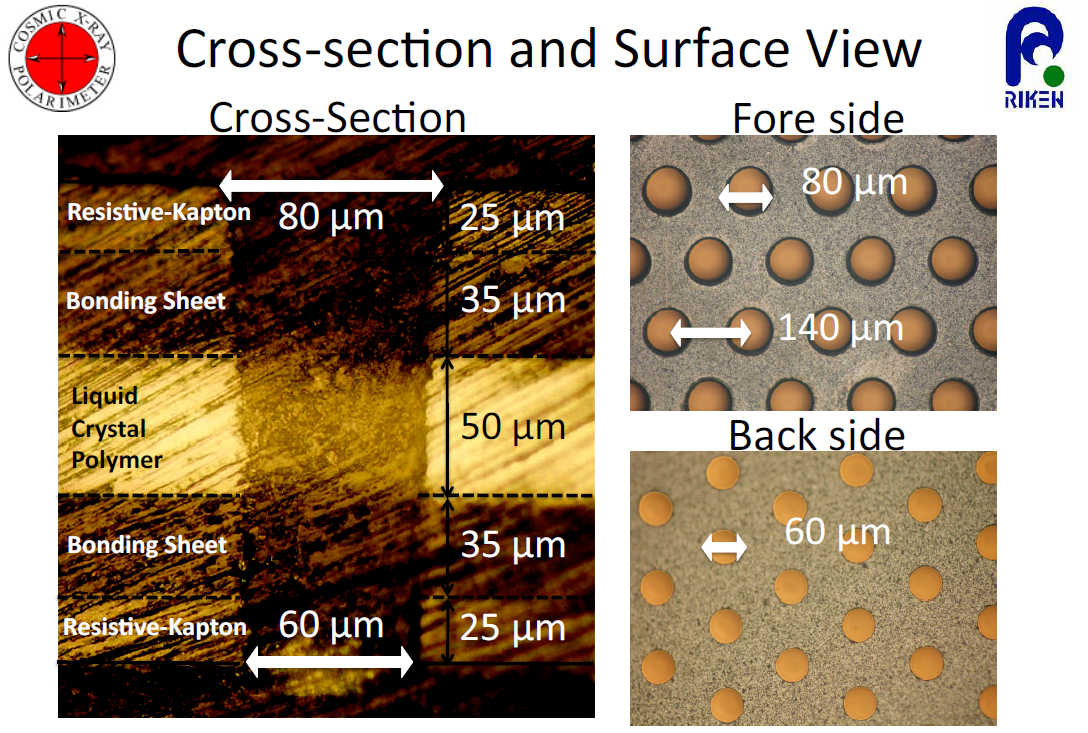 COSMIC X-RAY
POLARIMETER
Cross-section and Surface View
RIKEN
Cross-Section
80 μm
Resistive-Kapton
25 μm
Bonding Sheet
35 μm
Liquid
Crystal
Polymer
50 μm
Bonding Sheet
35 μm
Resistive-Kapton
60 μm
25 μm
Fore side
80 μm
140 μm
Back side
60 μm